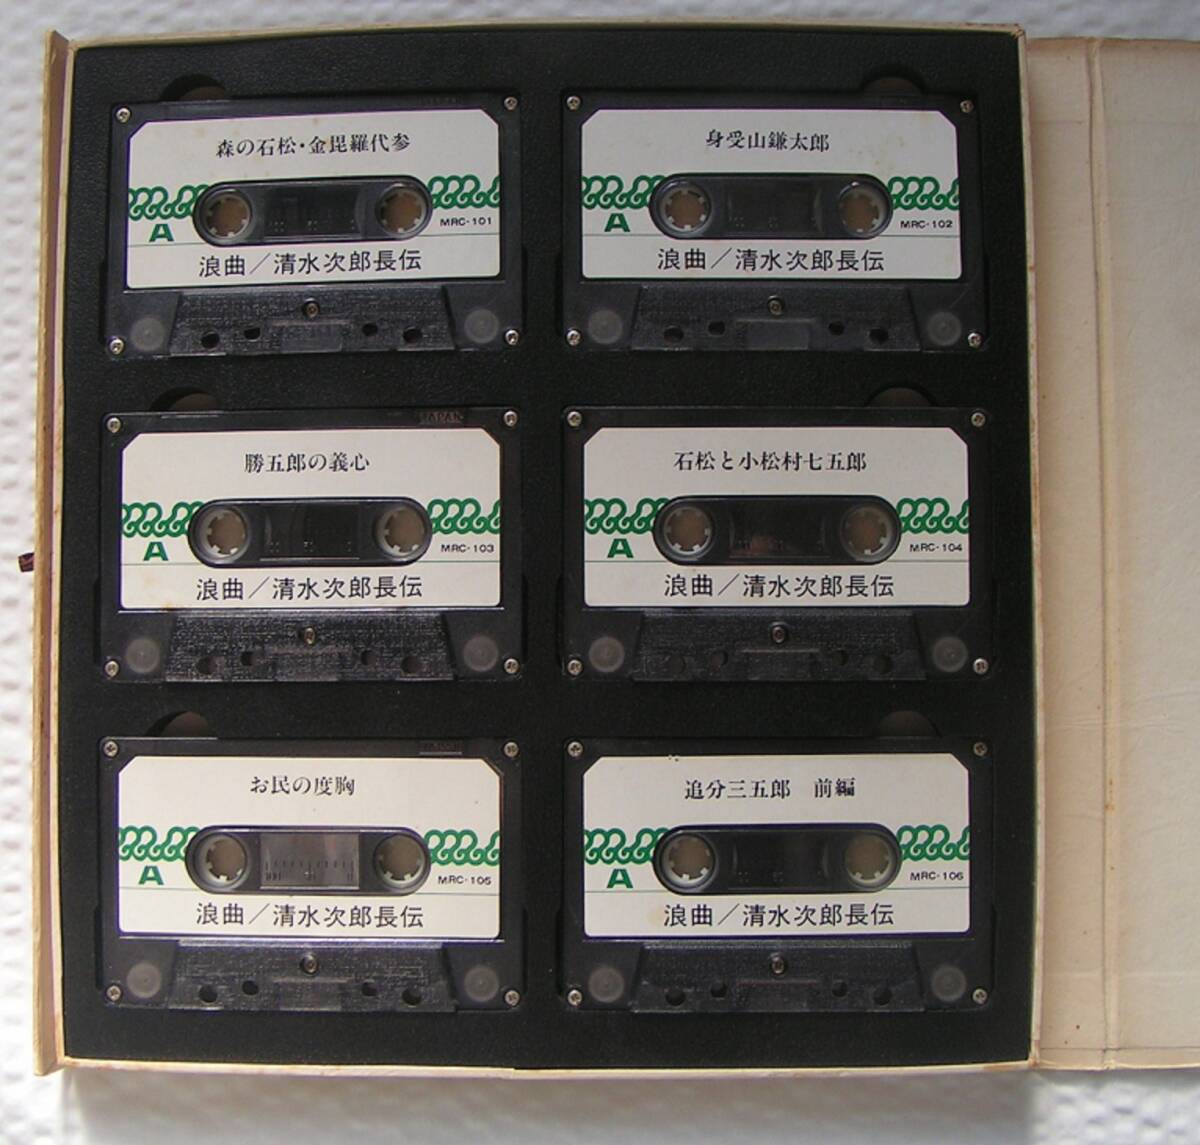 森の石松・金毘羅代参
A
MRC-101
浪曲／清水次郎長伝
身受山鎌太郎
A
MRC-102
浪曲／清水次郎長伝
JAPAN
勝五郎の義心
A
MRC-103
浪曲／清水次郎長伝
石松と小松村七五郎
A
MRC-104
浪曲／清水次郎長伝
お民の度胸
A
MRC-105
浪曲／清水次郎長伝
追分三五郎　前編
A
MRC-106
浪曲／清水次郎長伝